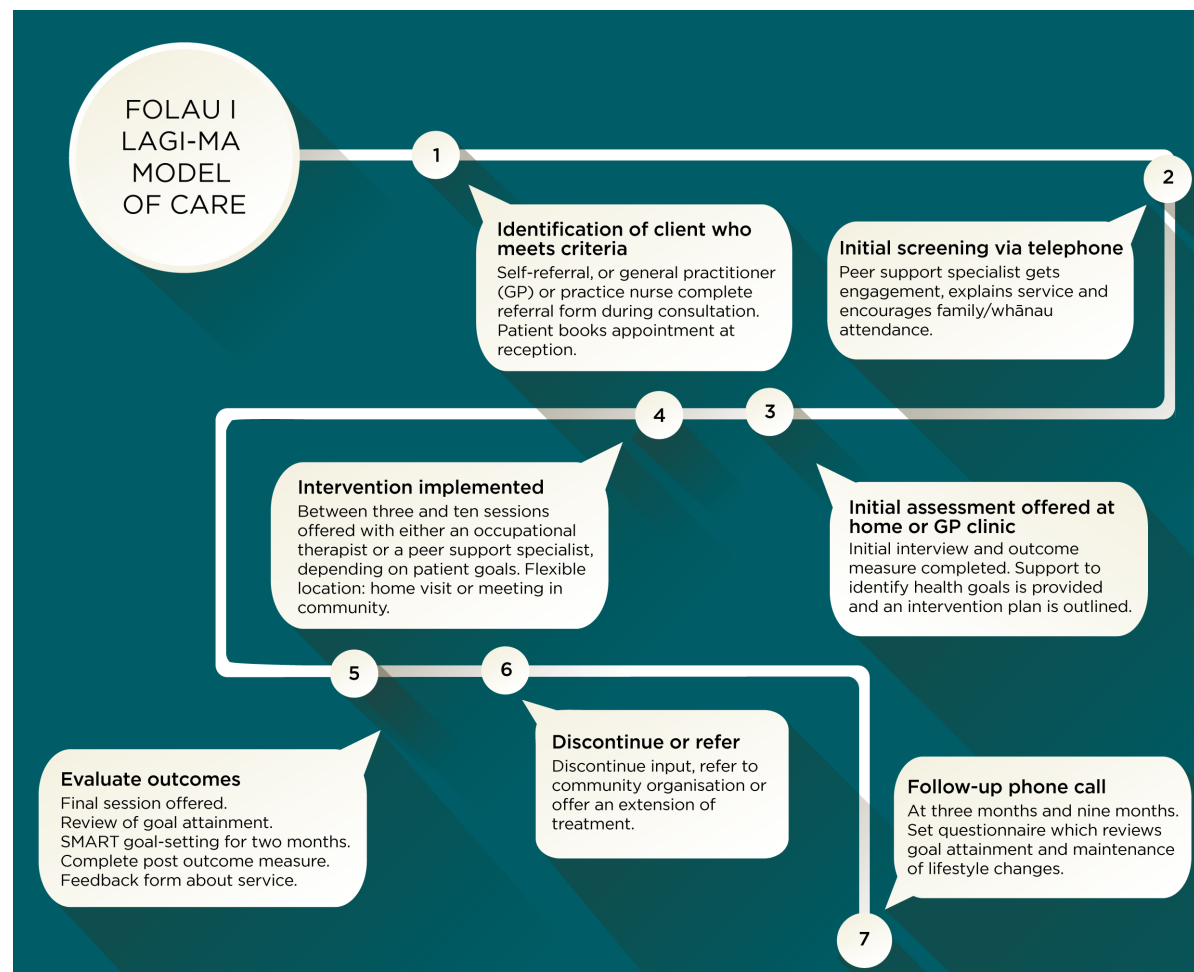 FOLAU I
LAGI-MA
MODEL
OF CARE
1
Identification of client who
meets criteria
Self-referral, or general practitioner
(GP) or practice nurse complete
referral form during consultation.
Patient books appointment at
reception.
2
Initial screening via telephone
Peer support specialist gets
engagement, explains service and
encourages family/whānau
attendance.
3
Initial assessment offered at
home or GP clinic
Initial interview and outcome
measure completed. Support to
identify health goals is provided
and an intervention plan is outlined.
4
Intervention implemented
Between three and ten sessions
offered with either an occupational
therapist or a peer support specialist,
depending on patient goals. Flexible
location: home visit or meeting in
community.
5
Evaluate outcomes
Final session offered.
Review of goal attainment.
SMART goal-setting for two months.
Complete post outcome measure.
Feedback form about service.
6
Discontinue or refer
Discontinue input, refer to
community organisation or
offer an extension of
treatment.
7
Follow-up phone call
At three months and nine months.
Set questionnaire which reviews
goal attainment and maintenance
of lifestyle changes.